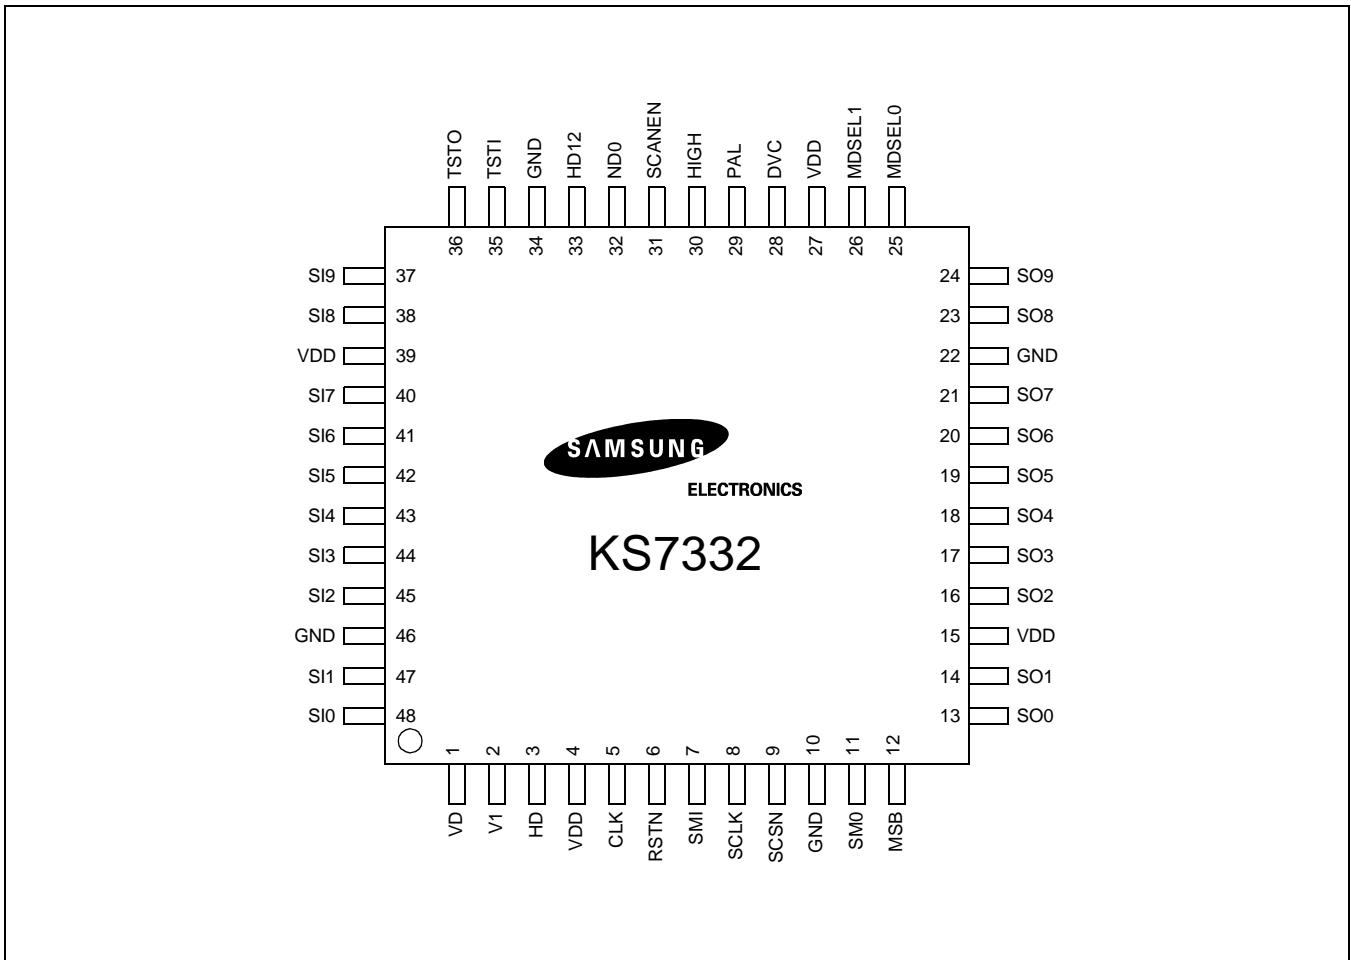 TSTO
TSTI
GND
HD12
ND0
SCANEN
HIGH
PAL
DVC
VDD
MDSEL1
MDSEL0
36
35
34
33
32
31
30
29
28
27
26
25
SI9 37 24 SO9
SI8 38 23 SO8
VDD 39 22 GND
SI7 40 21 SO7
SI6 41 20 SO6
SI5 42 19 SO5
SI4 43 18 SO4
SI3 44 17 SO3
SI2 45 16 SO2
GND 46 15 VDD
SI1 47 14 SO1
SI0 48 13 SO0
SAMSUNG
ELECTRONICS
KS7332
1
2
3
4
5
6
7
8
9
10
11
12
VD
V1
HD
VDD
CLK
RSTN
SMI
SCLK
SCSN
GND
SM0
MSB